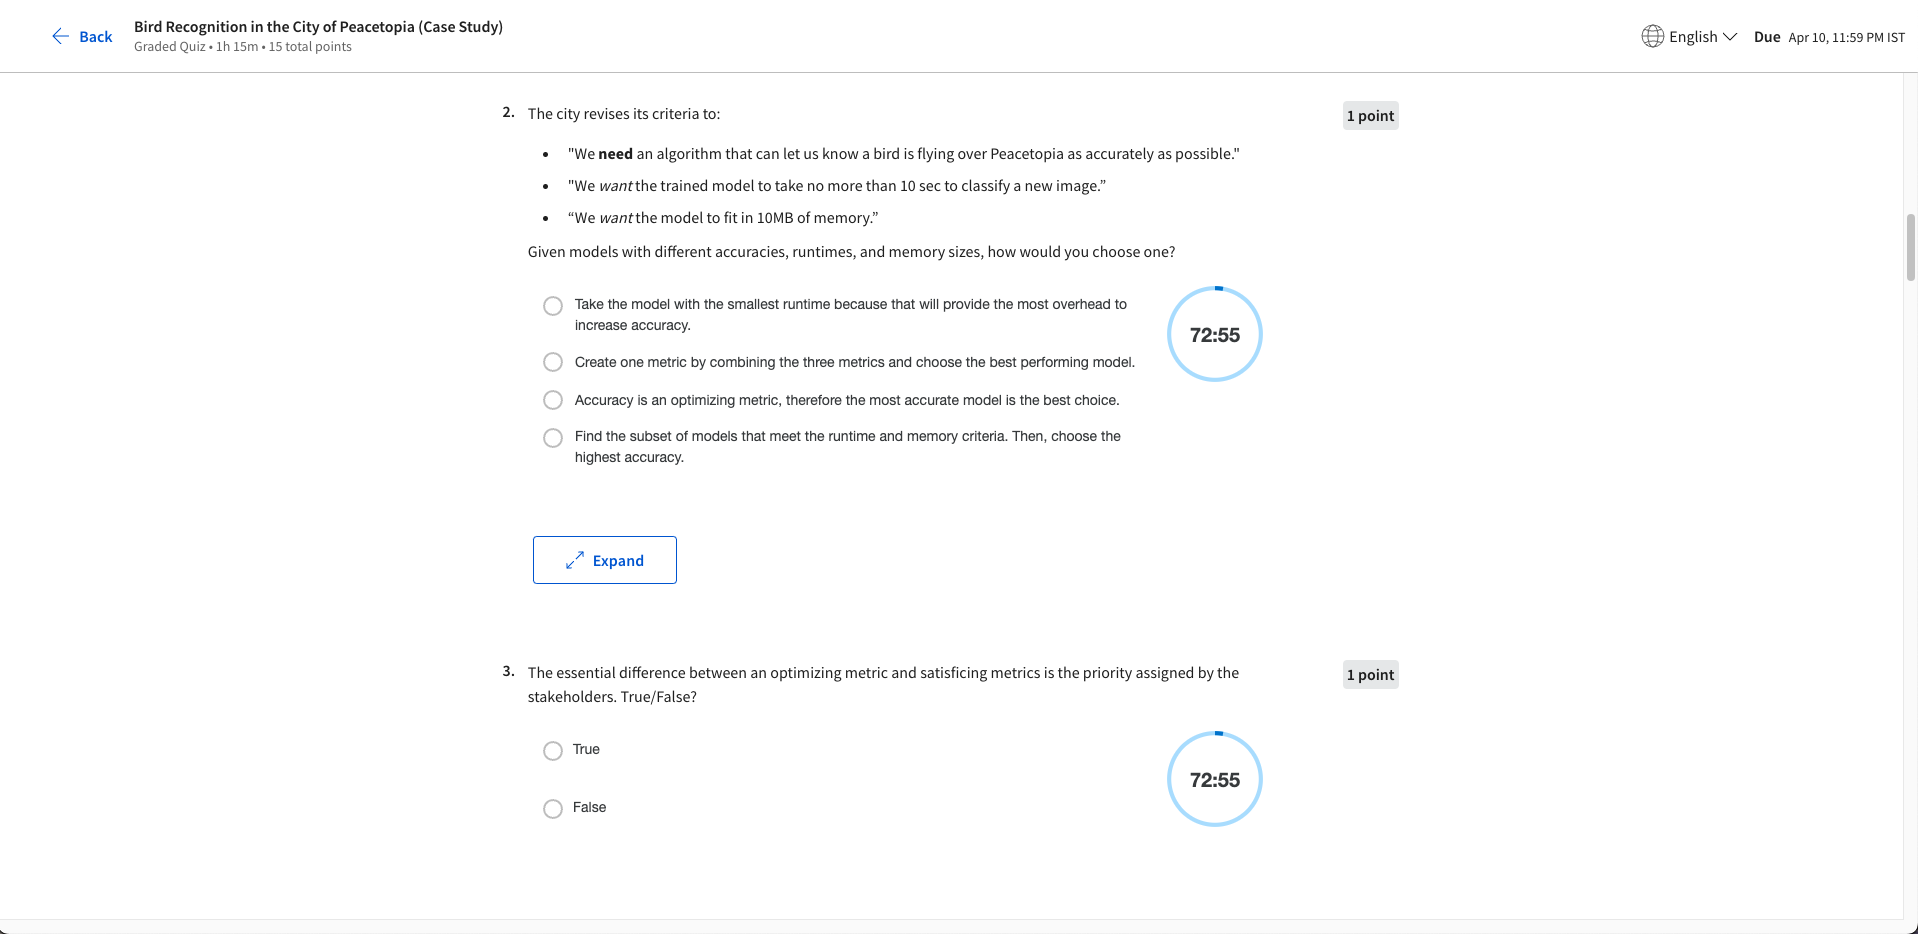 Back
Bird Recognition in the City of Peacetopia (Case Study)
Graded Quiz • 1h 15m • 15 total points
English
Due Apr 10, 11:59 PM IST
2. The city revises its criteria to:
1 point
• "We need an algorithm that can let us know a bird is flying over Peacetopia as accurately as possible."
• "We want the trained model to take no more than 10 sec to classify a new image.”
• “We want the model to fit in 10MB of memory.”
Given models with different accuracies, runtimes, and memory sizes, how would you choose one?
Take the model with the smallest runtime because that will provide the most overhead to
increase accuracy.
Create one metric by combining the three metrics and choose the best performing model.
Accuracy is an optimizing metric, therefore the most accurate model is the best choice.
Find the subset of models that meet the runtime and memory criteria. Then, choose the
highest accuracy.
72:55
Expand
3. The essential difference between an optimizing metric and satisficing metrics is the priority assigned by the
stakeholders. True/False?
1 point
True
False
72:55